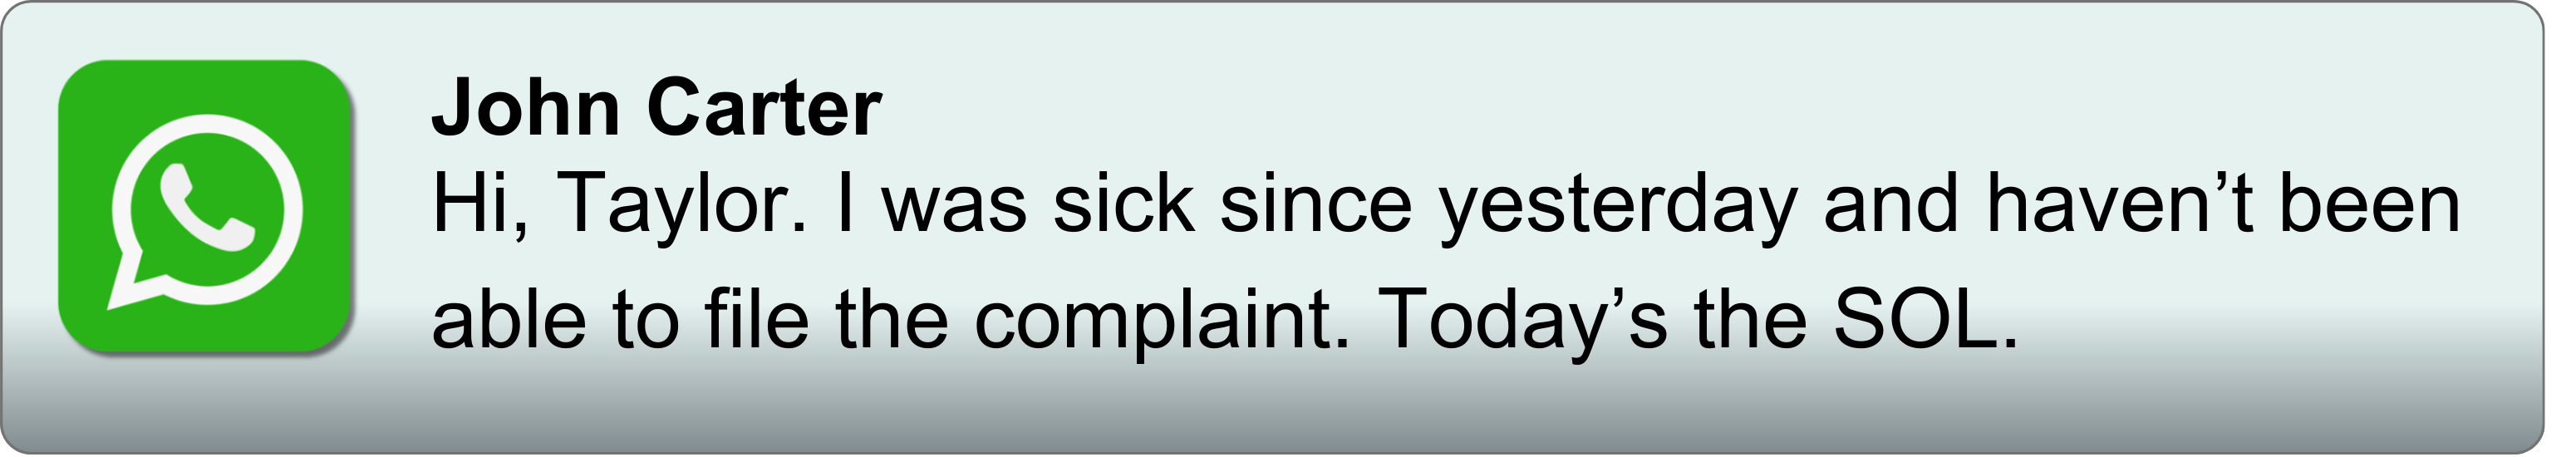 John Carter
Hi, Taylor. I was sick since yesterday and haven’t been
able to file the complaint. Today’s the SOL.